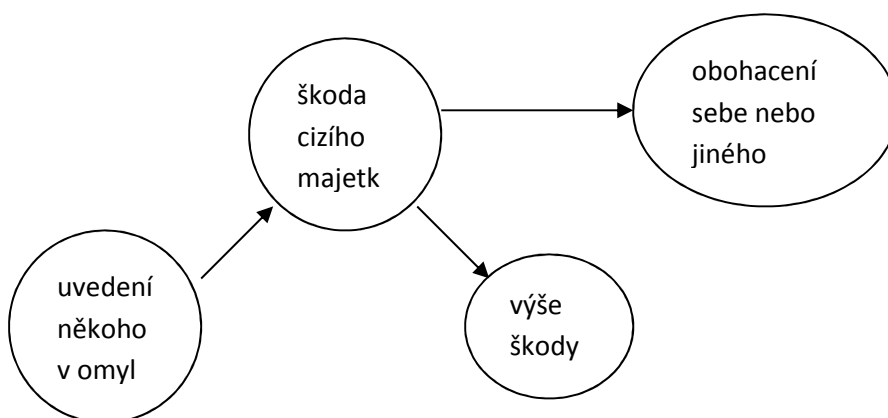 škoda
cizího
majetk
obohacení
sebe nebo
jiného
uvedení
někoho
v omyl
výše
škody